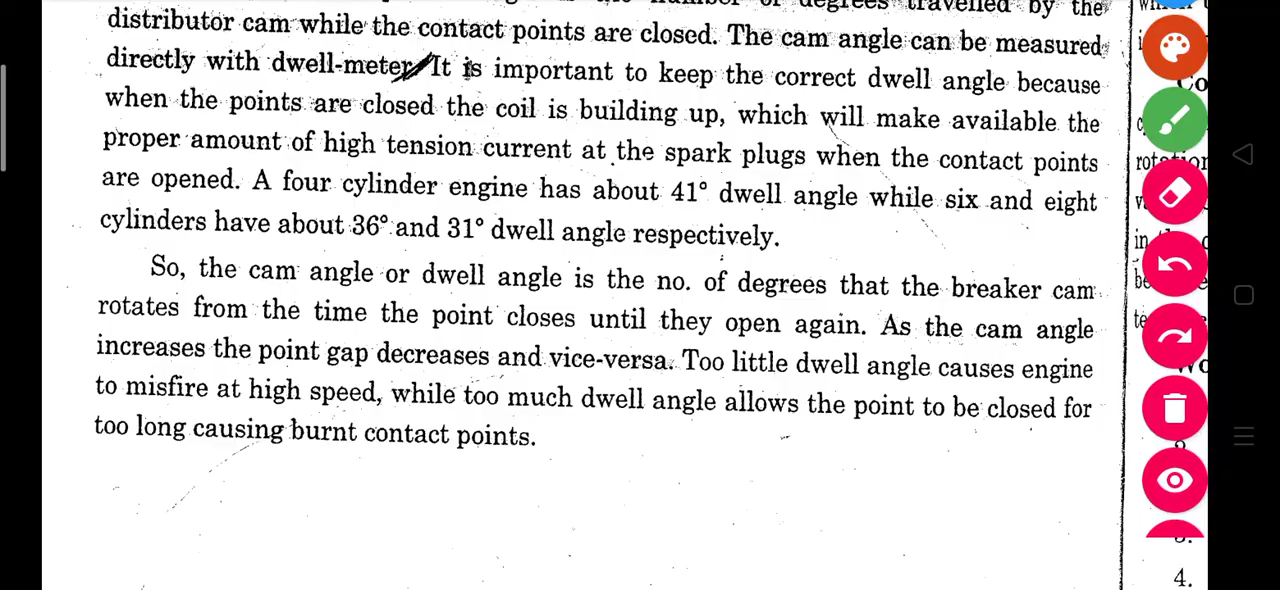 degrees travelled by the
distributor cam while the contact points are closed. The cam angle can be measured
directly with dwell-meter. It is important to keep the correct dwell angle because
when the points are closed the coil is building up, which will make available the
proper amount of high tension current at the spark plugs when the contact points
are opened. A four cylinder engine has about 41° dwell angle while six and eight
cylinders have about 36° and 31° dwell angle respectively.
So, the cam angle or dwell angle is the no. of degrees that the breaker cam
rotates from the time the point closes until they open again. As the cam angle
increases the point gap decreases and vice-versa. Too little dwell angle causes engine
to misfire at high speed, while too much dwell angle allows the point to be closed for
too long causing burnt contact points.
4.